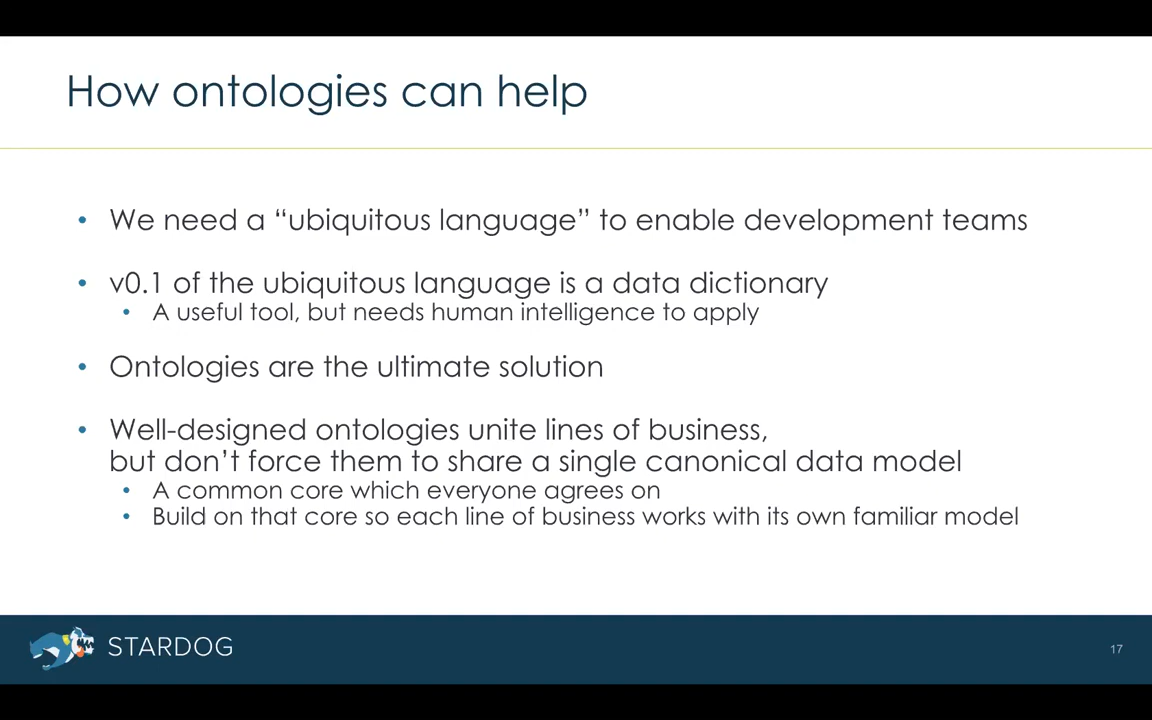 How ontologies can help
• We need a “ubiquitous language” to enable development teams
• v0.1 of the ubiquitous language is a data dictionary
• A useful tool, but needs human intelligence to apply
• Ontologies are the ultimate solution
• Well-designed ontologies unite lines of business,
but don’t force them to share a single canonical data model
• A common core which everyone agrees on
• Build on that core so each line of business works with its own familiar model
STARDOG
17